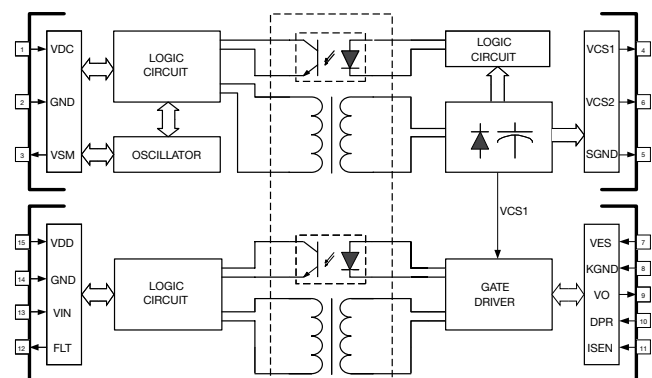 1
VDC
2
GND
3
VSM
LOGIC
CIRCUIT
OSCILLATOR
LOGIC
CIRCUIT
VCS1
4
VCS2
6
SGND
5
VCS1
15
VDD
14
GND
13
VIN
12
FLT
LOGIC
CIRCUIT
GATE
DRIVER
VES
7
KGND
8
VO
9
DPR
10
ISEN
11